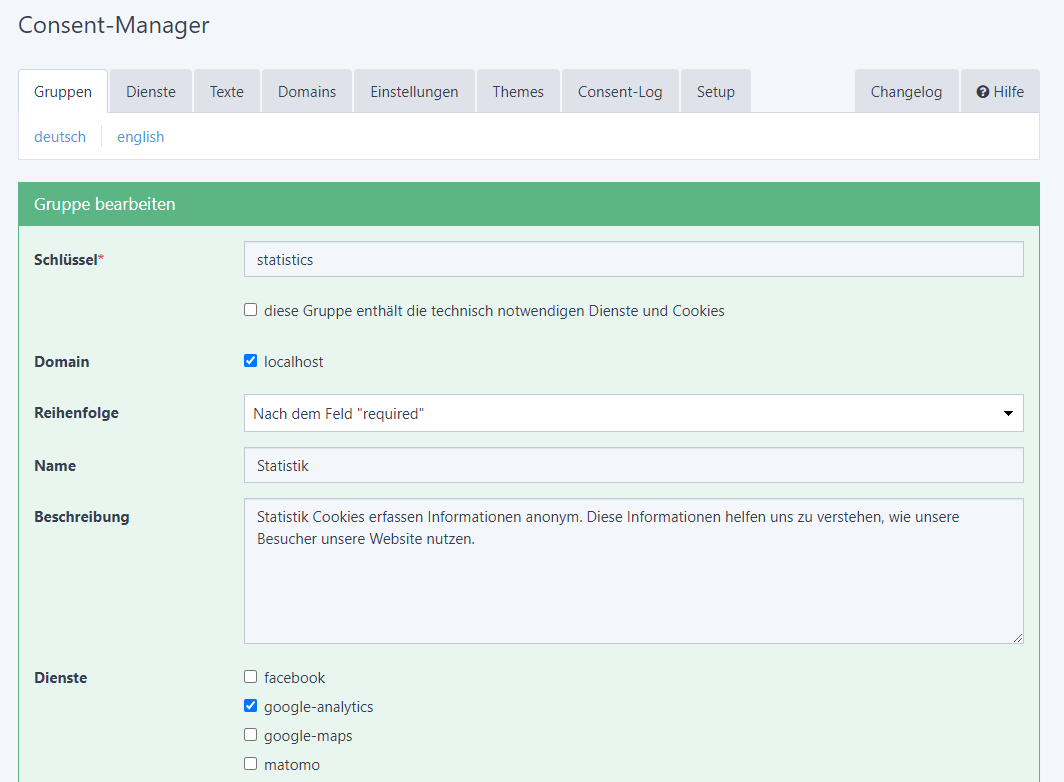 Consent-Manager
Gruppen Dienste Texte Domains Einstellungen Themes Consent-Log Setup Changelog Hilfe
deutsch english
Gruppe bearbeiten
Schlüssel* statistics
diese Gruppe enthält die technisch notwendigen Dienste und Cookies
Domain localhost
Reihenfolge Nach dem Feld "required"
Name Statistik
Beschreibung Statistik Cookies erfassen Informationen anonym. Diese Informationen helfen uns zu verstehen, wie unsere
Besucher unsere Website nutzen.
Dienste facebook
google-analytics
google-maps
matomo